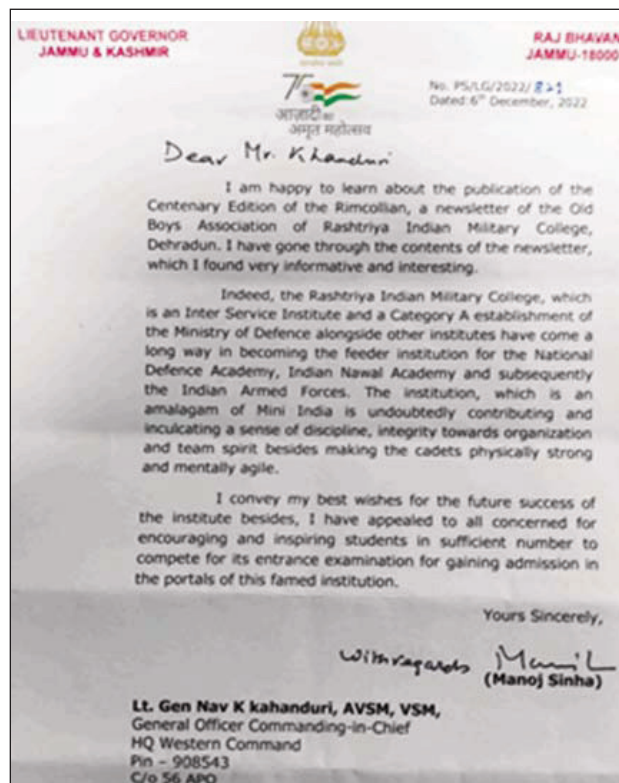 LIEUTENANT GOVERNOR
JAMMU & KASHMIR
RAJ BHAVAN
JAMMU-18000
No. PS/LG/2022/821
Dated:6th December, 2022
75
आज़ादी का
अमृत महोत्सव
Dear Mr. Khanduri
I am happy to learn about the publication of the
Centenary Edition of the Rimcollian, a newsletter of the Old
Boys Association of Rashtriya Indian Military College,
Dehradun. I have gone through the contents of the newsletter,
which I found very informative and interesting.
Indeed, the Rashtriya Indian Military College, which
is an Inter Service Institute and a Category A establishment of
the Ministry of Defence alongside other institutes have come a
long way in becoming the feeder institution for the National
Defence Academy, Indian Nawal Academy and subsequently
the Indian Armed Forces. The institution, which is an
amalagam of Mini India is undoubtedly contributing and
inculcating a sense of discipline, integrity towards organization
and team spirit besides making the cadets physically strong
and mentally agile.
I convey my best wishes for the future success of
the institute besides, I have appealed to all concerned for
encouraging and inspiring students in sufficient number to
compete for its entrance examination for gaining admission in
the portals of this famed institution.
Yours Sincerely,
with regards
(Manoj Sinha)
Lt. Gen Nav K kahanduri, AVSM, VSM,
General Officer Commanding-in-Chief
HQ Western Command
Pin – 908543
C/o 56 APO